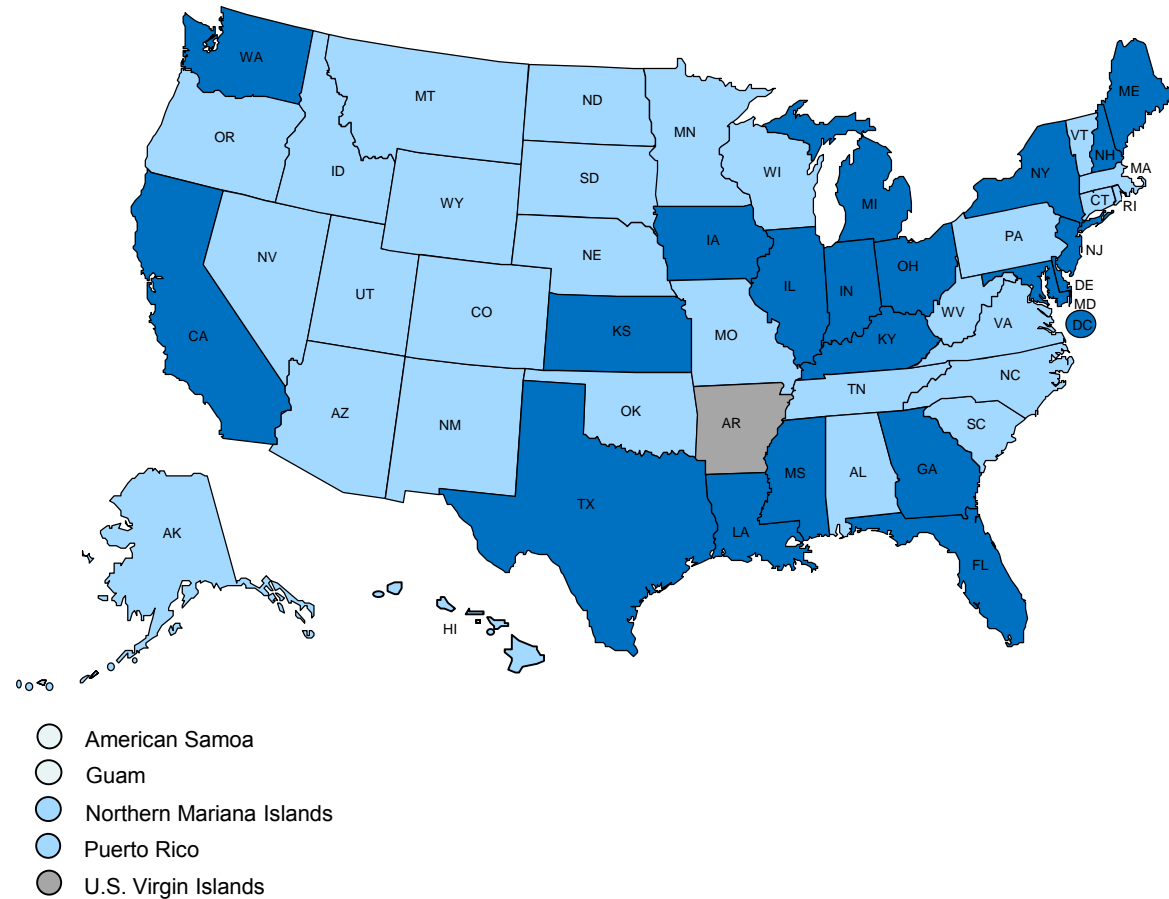 WA
MT
ND
MN
ME
VT
NH
OR
ID
SD
WI
NY
MA
WY
MI
CT
RI
IA
PA
NV
NE
NJ
OH
UT
CO
IL
IN
DE
MD
WV
VA
DC
CA
KS
MO
KY
NC
TN
AZ
NM
OK
AR
SC
MS
AL
GA
TX
LA
AK
FL
HI
American Samoa
Guam
Northern Mariana Islands
Puerto Rico
U.S. Virgin Islands